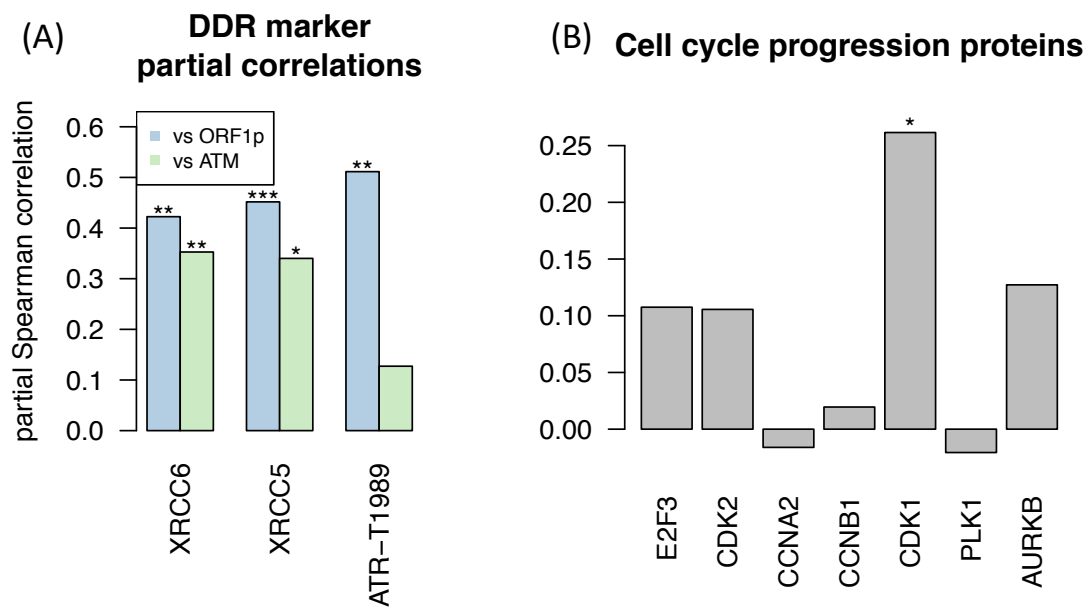 (A)
DDR marker
partial correlations
partial Spearman correlation
0.6
0.5
0.4
0.3
0.2
0.1
0.0
vs ORF1p
vs ATM
**
**
***
*
**
XRCC6
XRCC5
ATR−T1989
(B)
Cell cycle progression proteins
0.25
0.20
0.15
0.10
0.05
0.00
*
E2F3
CDK2
CCNA2
CCNB1
CDK1
PLK1
AURKB